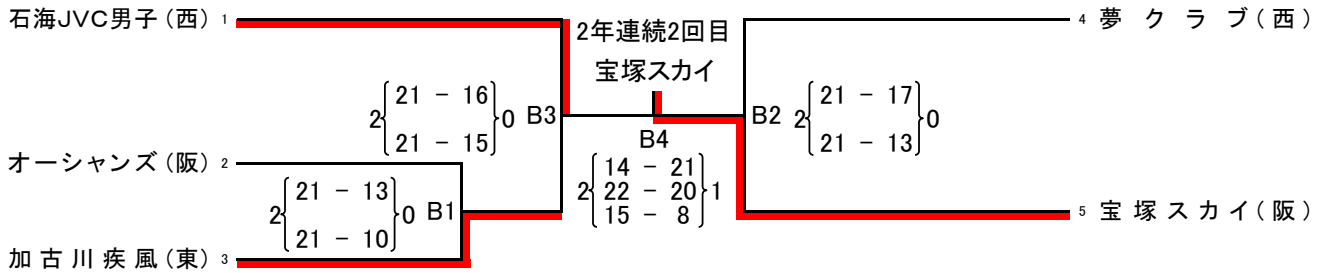 石海JVC男子(西) 1
2年連続2回目
宝塚スカイ
4 夢クラブ(西)
2 21 - 16 0
21 - 15
B3
B2
2 21 - 17 0
21 - 13
B4
14 - 21
2 22 - 20 1
15 - 8
オーシャンズ(阪) 2
2 21 - 13 0
21 - 10
B1
加古川疾風(東) 3
5 宝塚スカイ(阪)